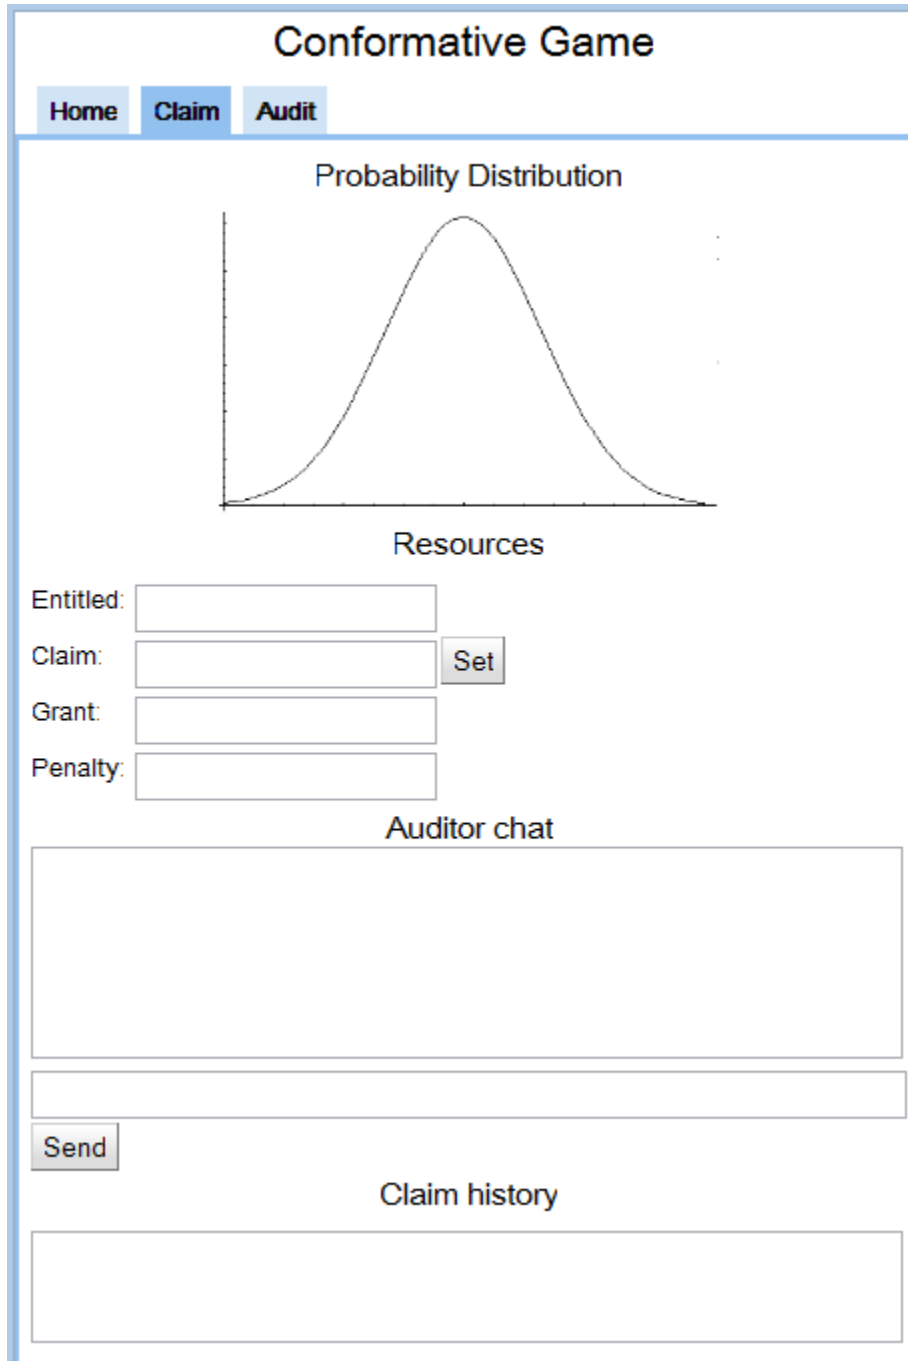 Conformative Game
Home Claim Audit
Probability Distribution
Resources
Entitled:
Claim: Set
Grant:
Penalty:
Auditor chat
Send
Claim history